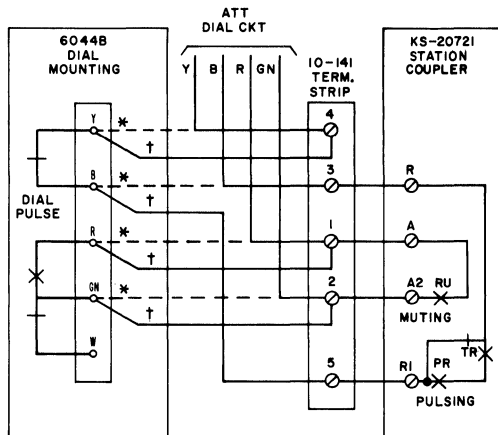 6044B
DIAL
MOUNTING
ATT
DIAL CKT
Y B R GN
10-141
TERM.
STRIP
KS-20721
STATION
COUPLER
Y * †
4
B * †
3
R
DIAL
PULSE
R * †
1
A
GN * †
2
A2 RU
MUTING
W
TR
5
R1 PR
PULSING